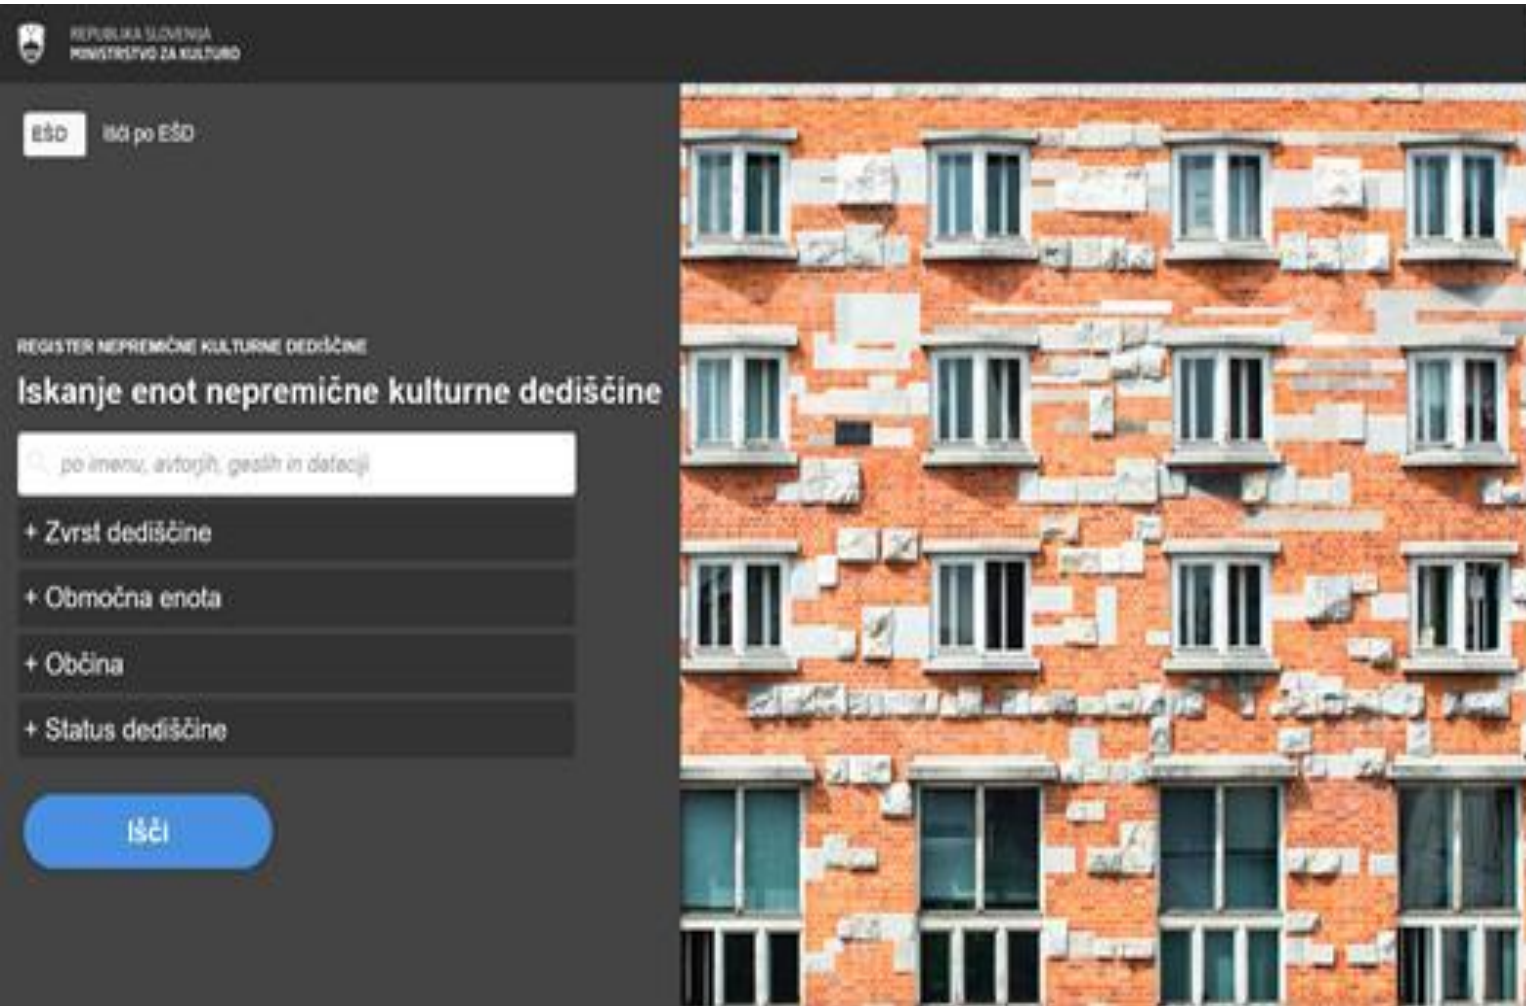 REPUBLIKA SLOVENIJA
MINISTRSTVO ZA KULTURO
EŠD Išči po EŠD
REGISTER NEPREMIČNE KULTURNE DEDIŠČINE
Iskanje enot nepremične kulturne dediščine
po imenu, avtorjih, geslih in dataciji
+ Zvrst dediščine
+ Območna enota
+ Občina
+ Status dediščine
Išči